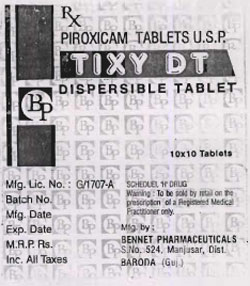 Rx
PIROXICAM TABLETS U.S.P.
TIXY DT
DISPERSIBLE TABLET
BP
10x10 Tablets
Mfg. Lic. No. : G/1707-A
Batch No.
Mfg. Date
Exp. Date
M.R.P. Rs.
Inc. All Taxes
SCHEDUEL 'H' DRUG
Warning : To be sold by retail on the
prescription of a Registered Medical
Practitioner only.
Mfg. by :
BENNET PHARMACEUTICALS
S.No. 524, Manjusar, Dist.
BARODA (Guj.)